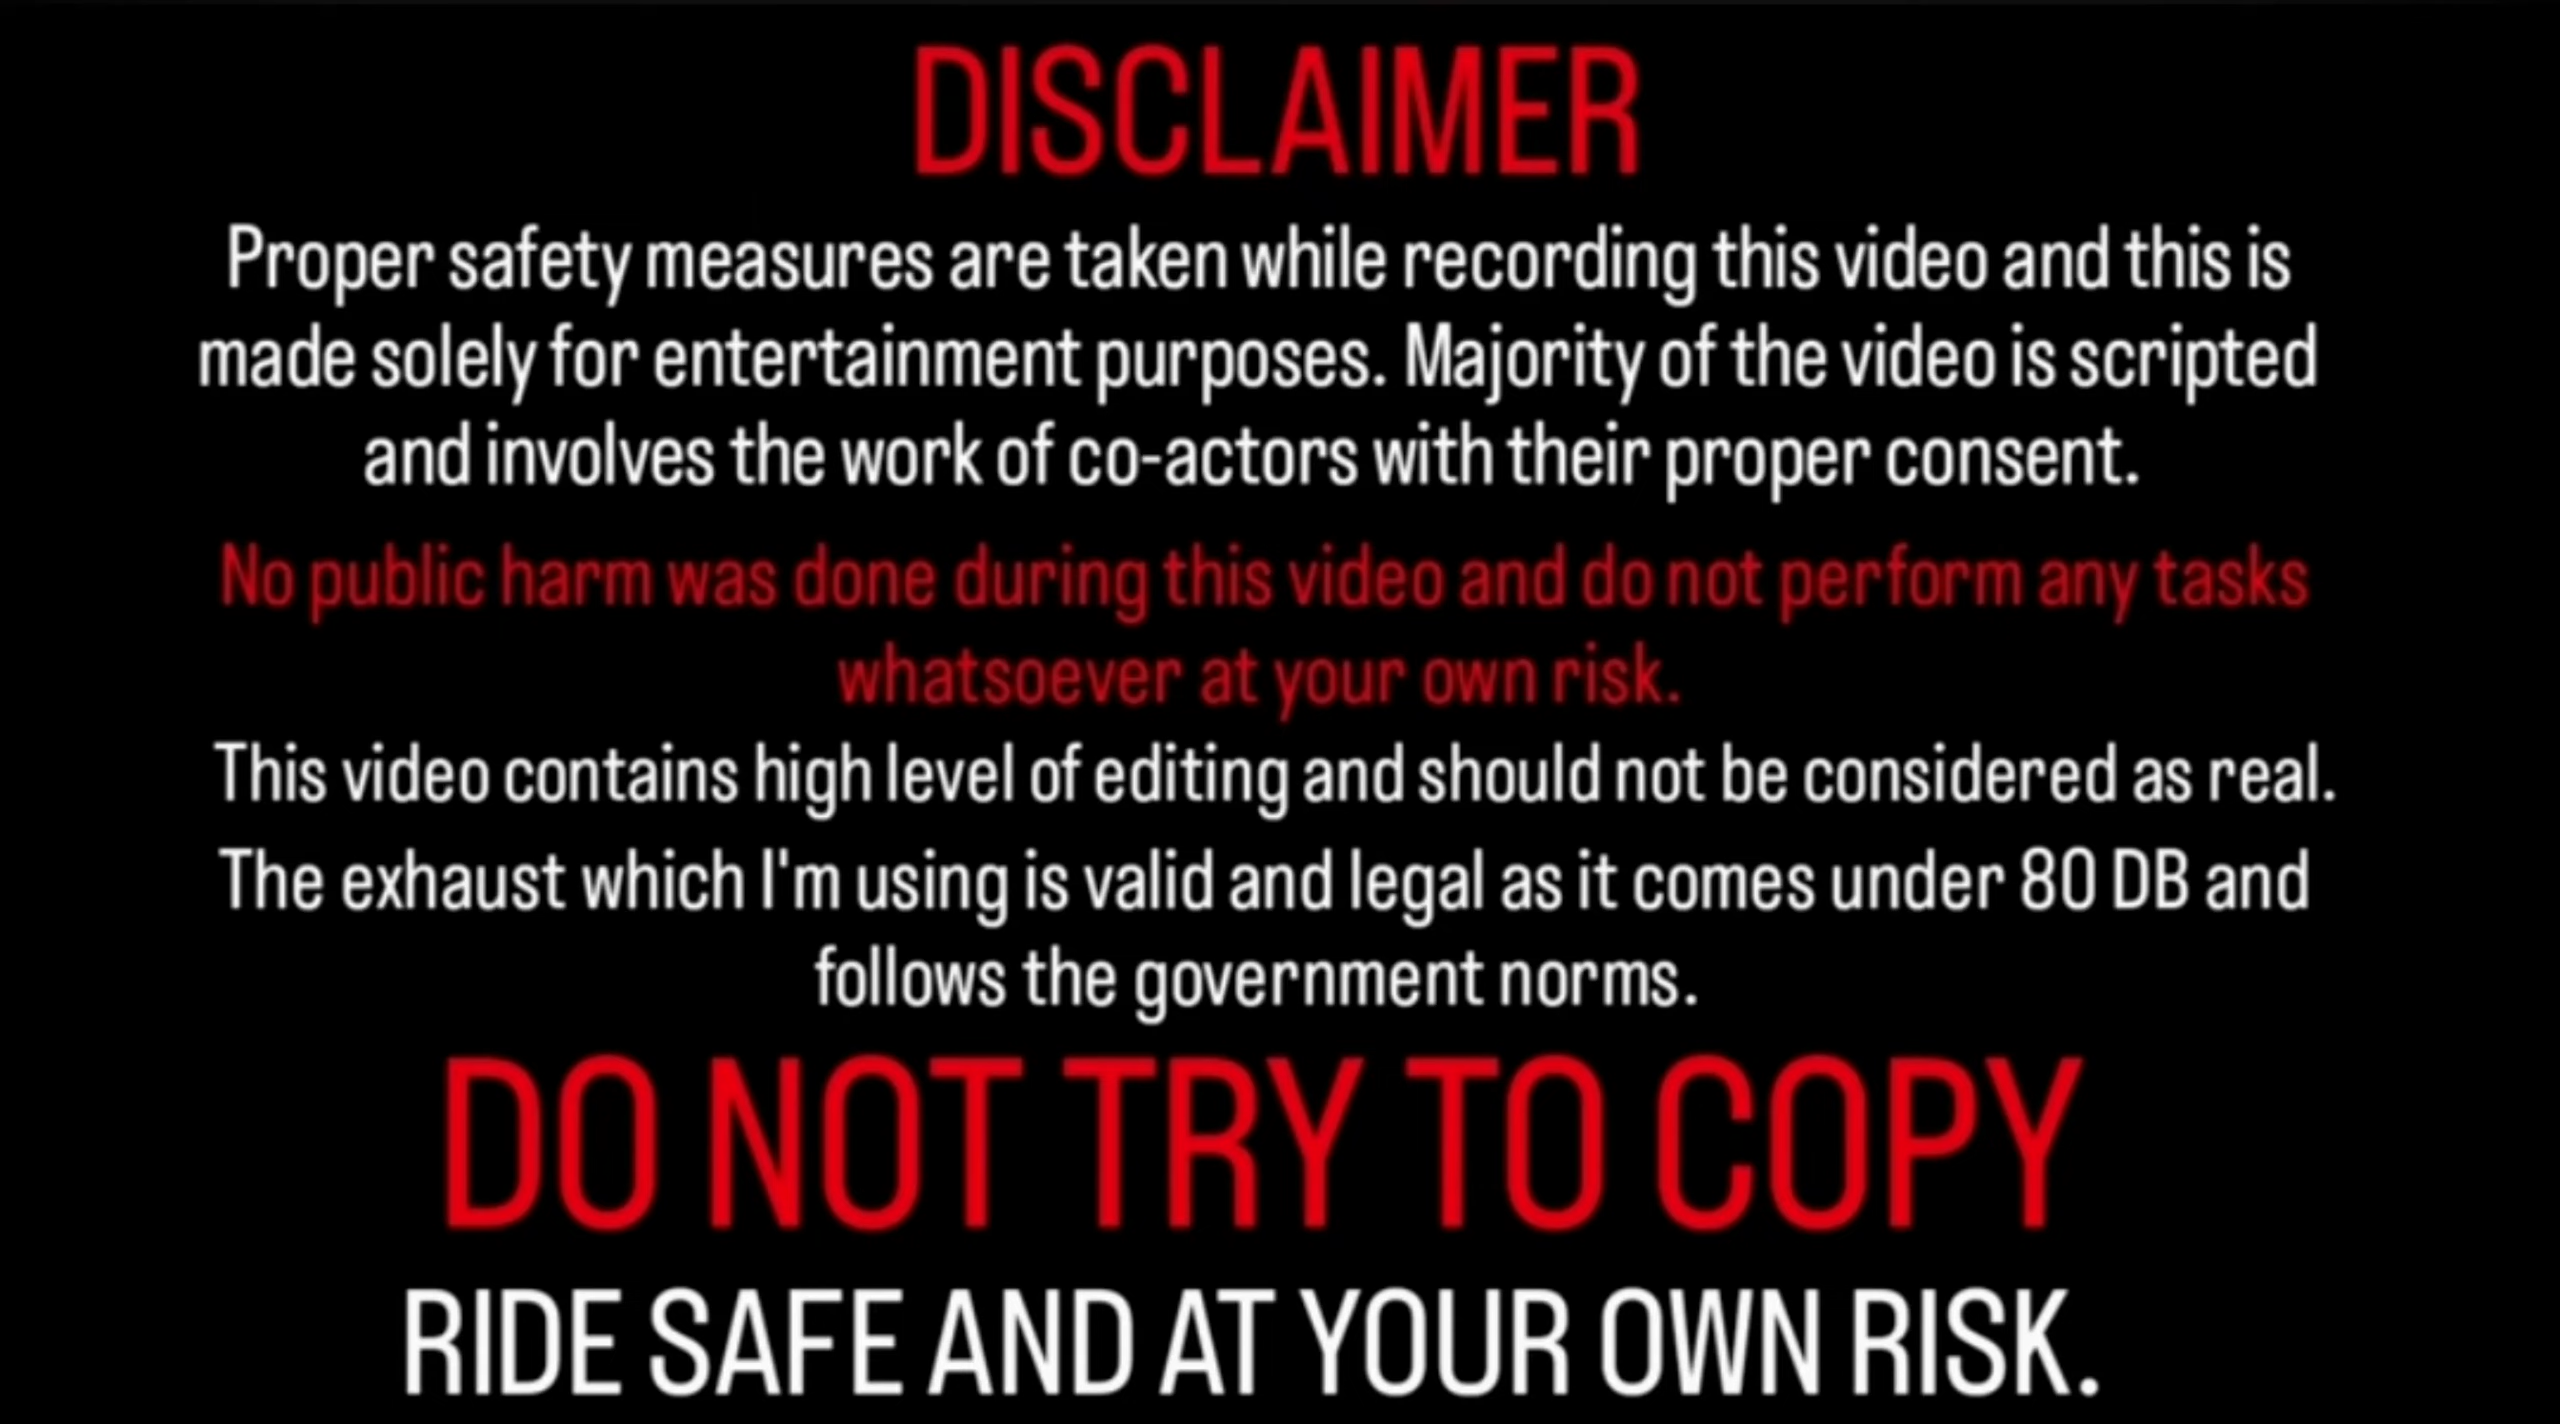 DISCLAIMER
Proper safety measures are taken while recording this video and this is
made solely for entertainment purposes. Majority of the video is scripted
and involves the work of co-actors with their proper consent.
No public harm was done during this video and do not perform any tasks
whatsoever at your own risk.
This video contains high level of editing and should not be considered as real.
The exhaust which I'm using is valid and legal as it comes under 80 DB and
follows the government norms.
DO NOT TRY TO COPY
RIDE SAFE AND AT YOUR OWN RISK.